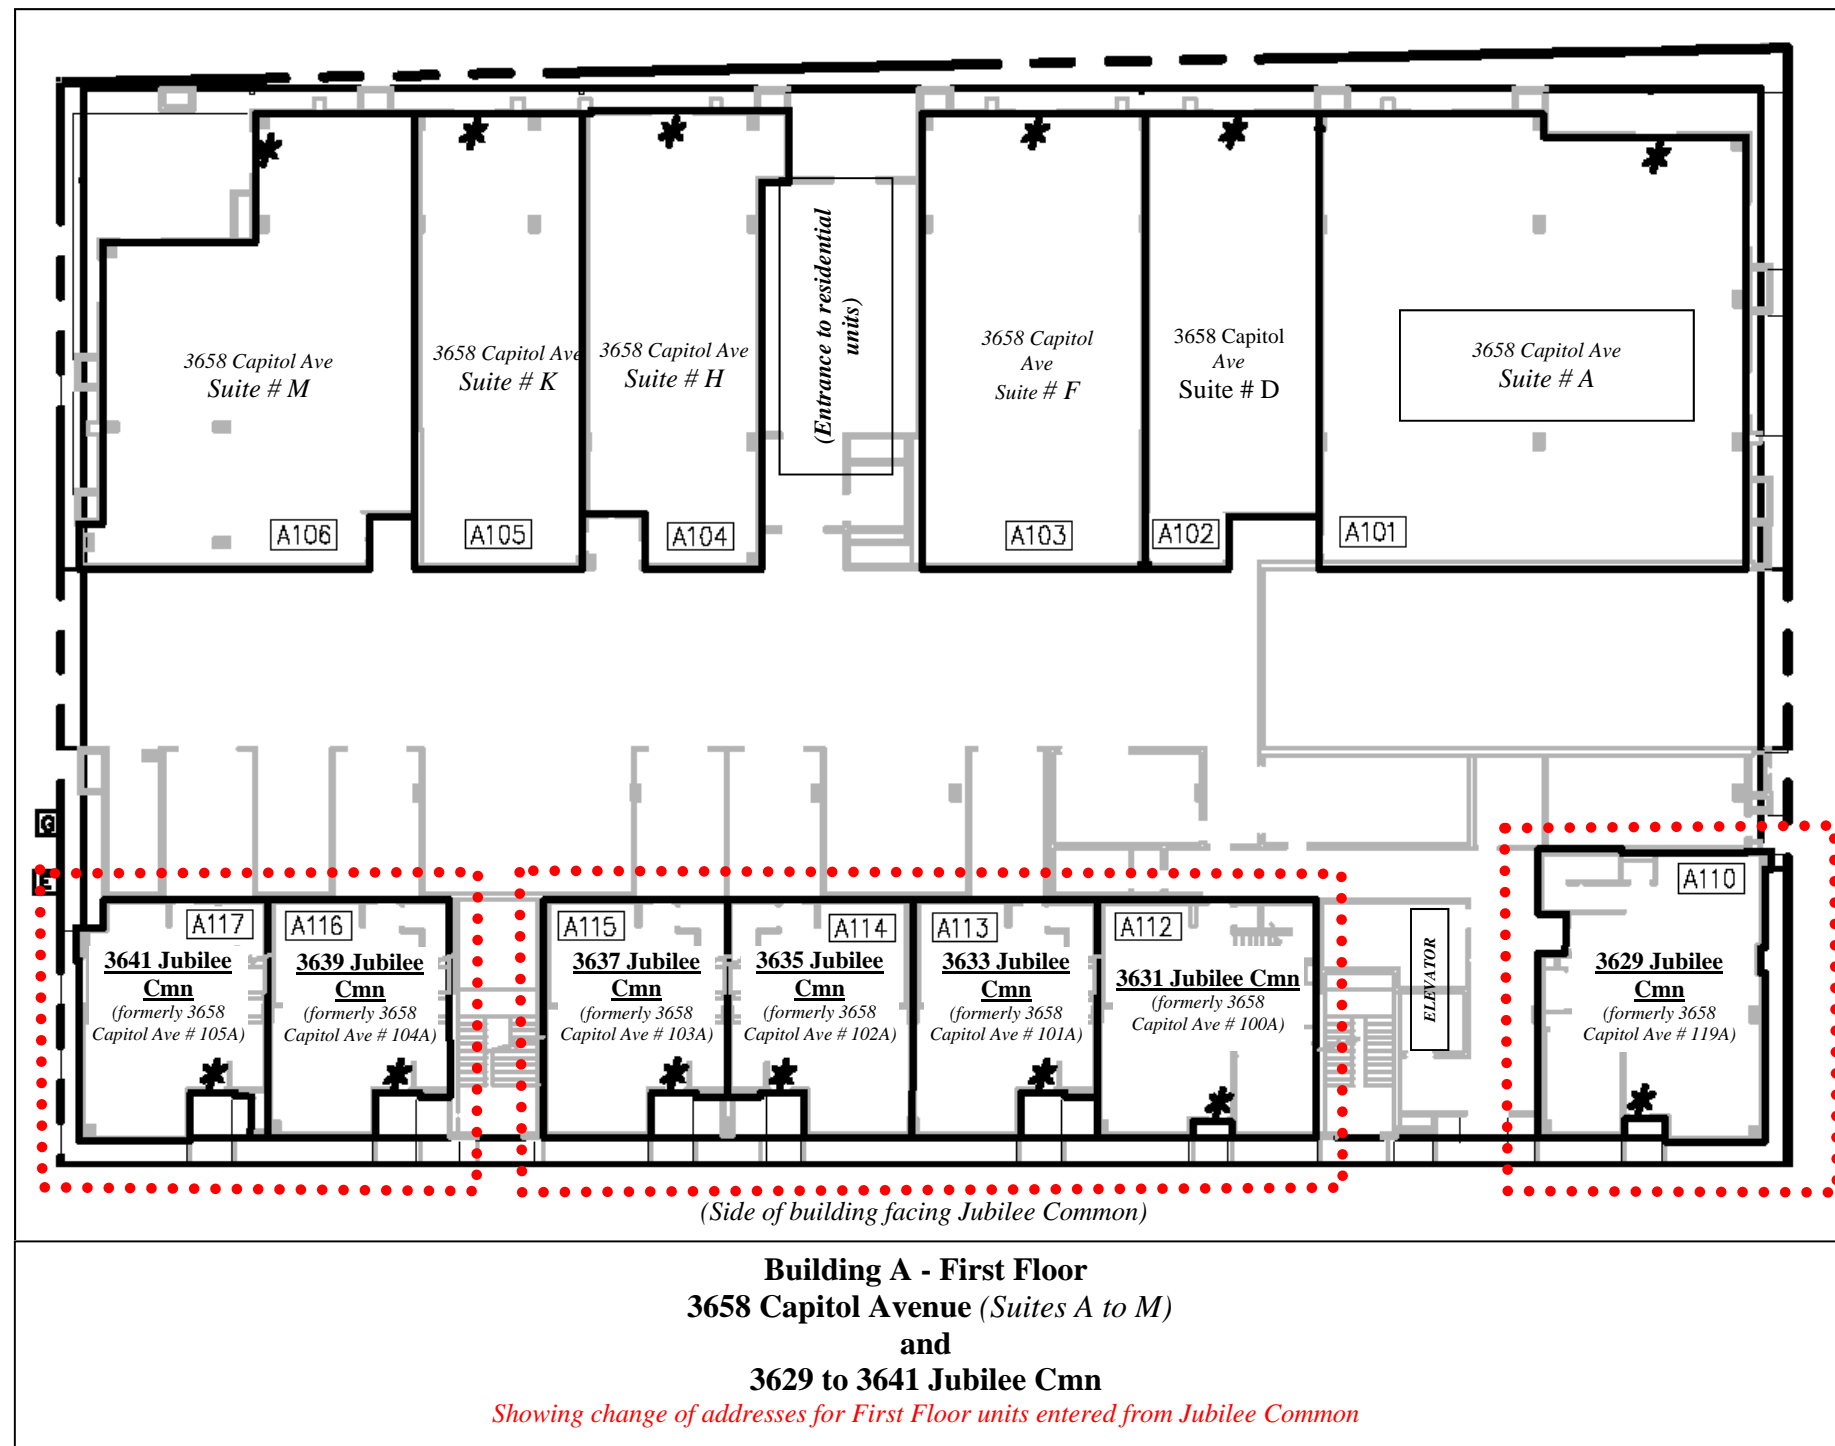 3658 Capitol Ave
Suite # M
3658 Capitol Ave
Suite # K
3658 Capitol Ave
Suite # H
(Entrance to residential
units)
3658 Capitol
Ave
Suite # F
3658 Capitol
Ave
Suite # D
3658 Capitol Ave
Suite # A
A106
A105
A104
A103
A102
A101
G
E
A117
3641 Jubilee
Cmn
(formerly 3658
Capitol Ave # 105A)
A116
3639 Jubilee
Cmn
(formerly 3658
Capitol Ave # 104A)
A115
3637 Jubilee
Cmn
(formerly 3658
Capitol Ave # 103A)
A114
3635 Jubilee
Cmn
(formerly 3658
Capitol Ave # 102A)
A113
3633 Jubilee
Cmn
(formerly 3658
Capitol Ave # 101A)
A112
3631 Jubilee Cmn
(formerly 3658
Capitol Ave # 100A)
ELEVATOR
A110
3629 Jubilee
Cmn
(formerly 3658
Capitol Ave # 119A)
(Side of building facing Jubilee Common)
Building A - First Floor
3658 Capitol Avenue (Suites A to M)
and
3629 to 3641 Jubilee Cmn
Showing change of addresses for First Floor units entered from Jubilee Common